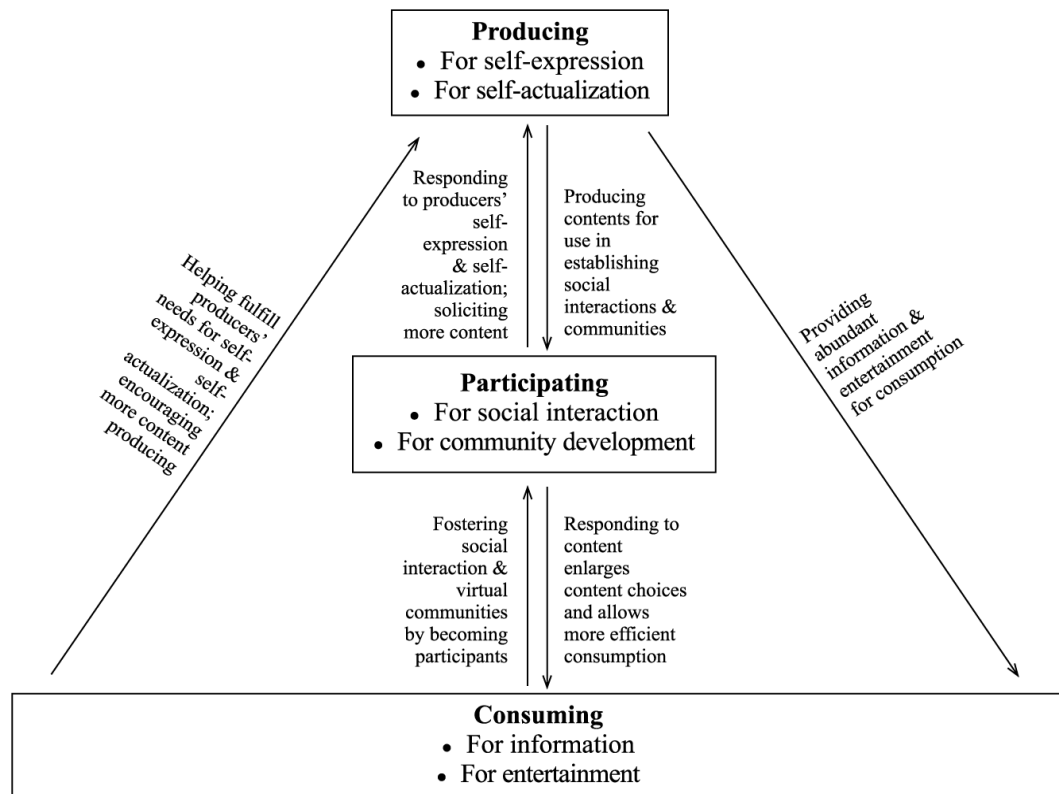 Producing
• For self-expression
• For self-actualization
Responding
to producers’
self-
expression
& self-
actualization;
soliciting
more content
Producing
contents for
use in
establishing
social
interactions &
communities
Helping fulfill
producers’
needs for self-
expression &
self-
actualization;
encouraging
more content
producing
Providing
abundant
information &
entertainment
for consumption
Participating
• For social interaction
• For community development
Fostering
social
interaction &
virtual
communities
by becoming
participants
Responding to
content
enlarges
content choices
and allows
more efficient
consumption
Consuming
• For information
• For entertainment